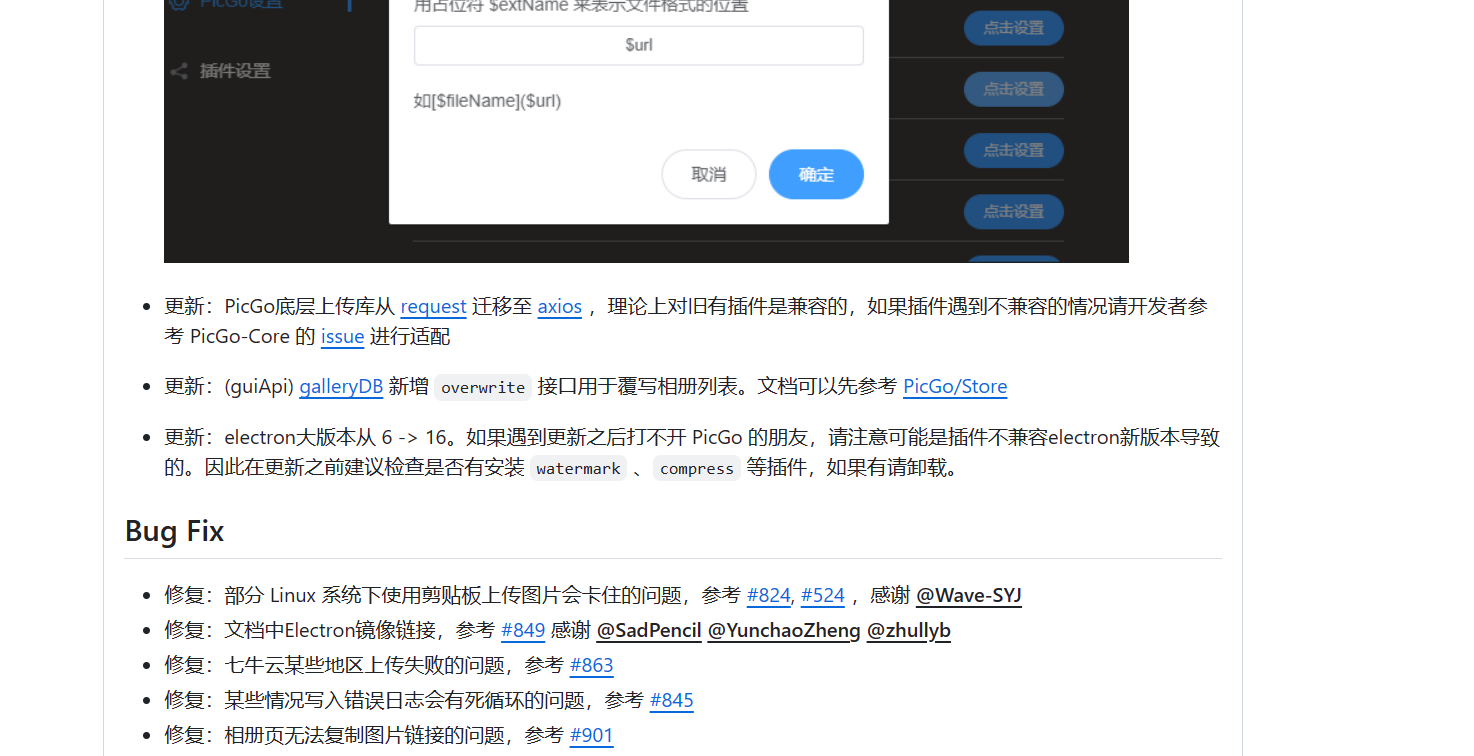 PicGo设置
用占位符 $extName 来表示文件格式的位置
点击设置
$url
插件设置
点击设置
如[$fileName]($url)
点击设置
取消
确定
点击设置
更新：PicGo底层上传库从 request 迁移至 axios ，理论上对旧有插件是兼容的，如果插件遇到不兼容的情况请开发者参
考 PicGo-Core 的 issue 进行适配
更新：(guiApi) galleryDB 新增 overwrite 接口用于覆写相册列表。文档可以先参考 PicGo/Store
更新：electron大版本从 6 -> 16。如果遇到更新之后打不开 PicGo 的朋友，请注意可能是插件不兼容electron新版本导致
的。因此在更新之前建议检查是否有安装 watermark 、 compress 等插件，如果有请卸载。
Bug Fix
修复：部分 Linux 系统下使用剪贴板上传图片会卡住的问题，参考 #824, #524 ，感谢 @Wave-SYJ
修复：文档中Electron镜像链接，参考 #849 感谢 @SadPencil @YunchaoZheng @zhullyb
修复：七牛云某些地区上传失败的问题，参考 #863
修复：某些情况写入错误日志会有死循环的问题，参考 #845
修复：相册页无法复制图片链接的问题，参考 #901